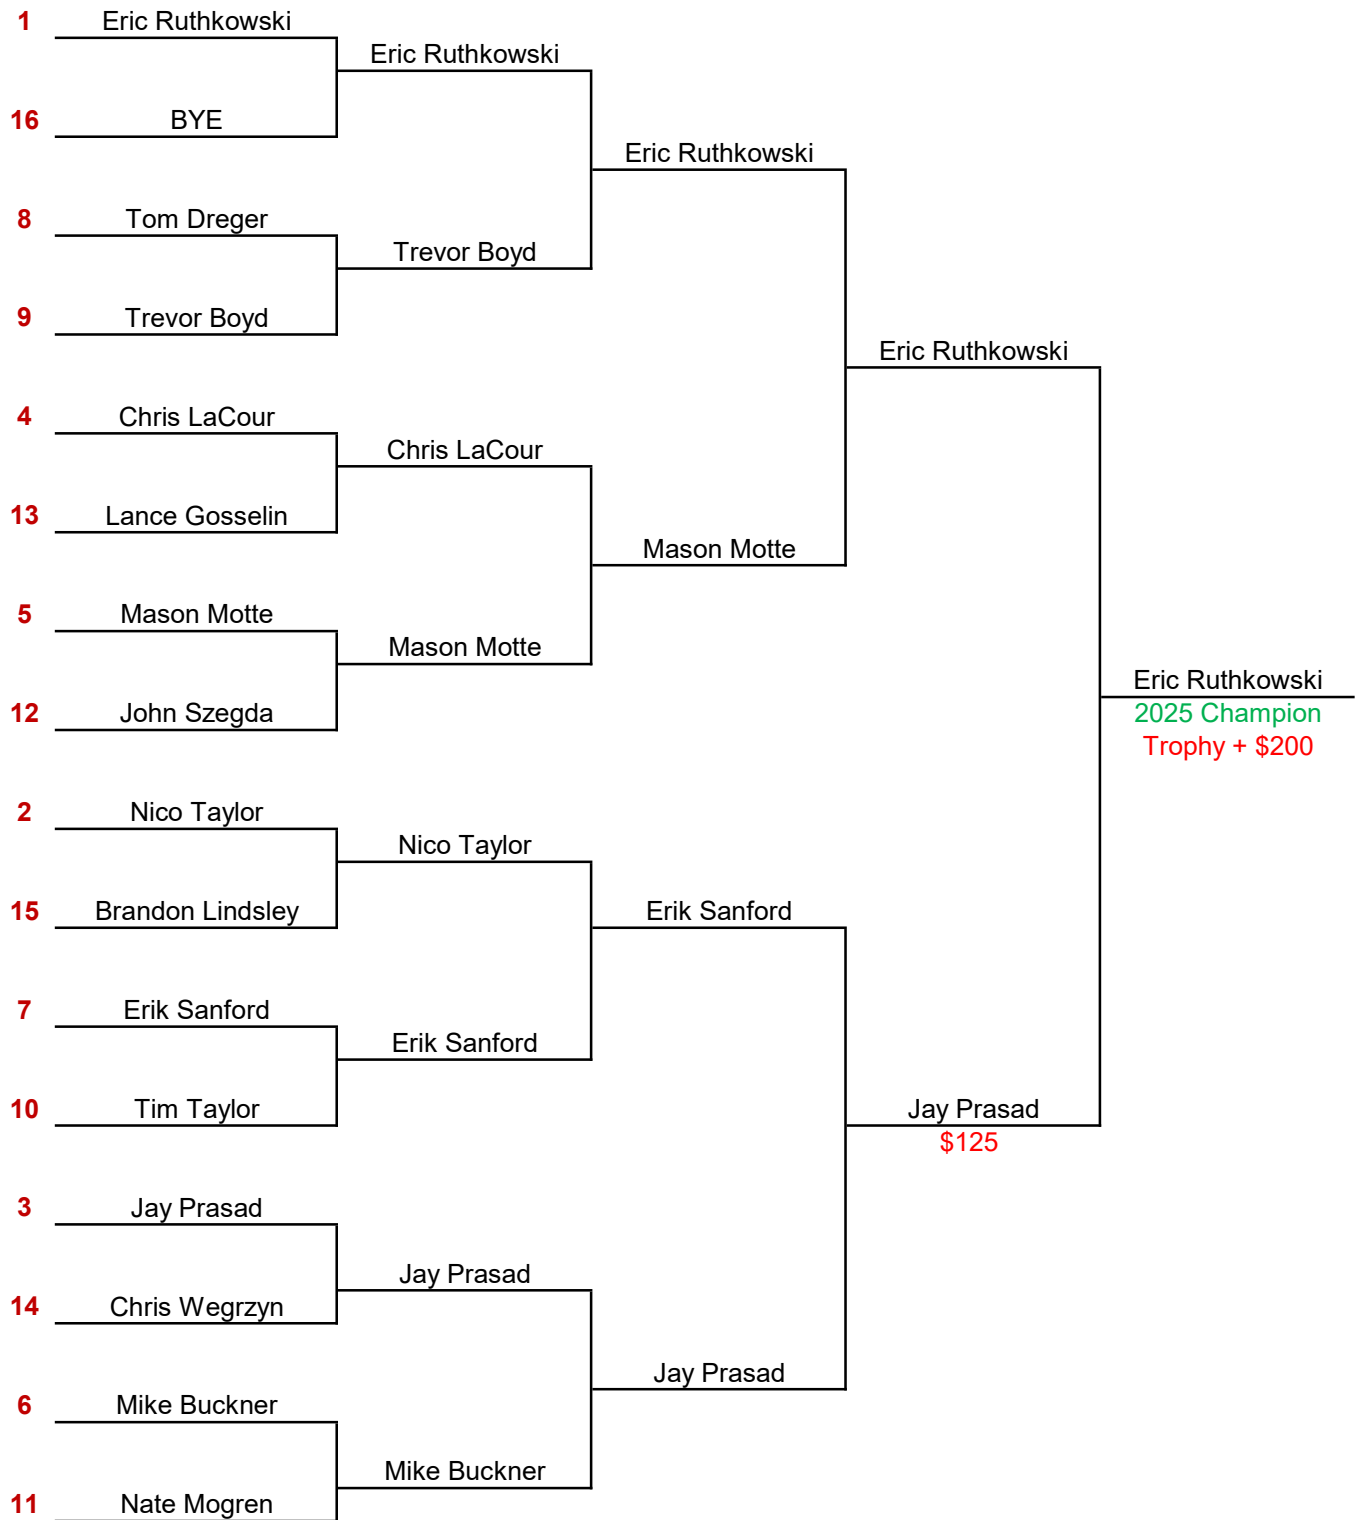 1 Eric Ruthkowski
Eric Ruthkowski
16 BYE
Eric Ruthkowski
8 Tom Dreger
Trevor Boyd
9 Trevor Boyd
Eric Ruthkowski
4 Chris LaCour
Chris LaCour
13 Lance Gosselin
Mason Motte
5 Mason Motte
Mason Motte
12 John Szegda
Eric Ruthkowski
2025 Champion
Trophy + $200
2 Nico Taylor
Nico Taylor
15 Brandon Lindsley
Erik Sanford
7 Erik Sanford
Erik Sanford
10 Tim Taylor
Jay Prasad
$125
3 Jay Prasad
Jay Prasad
14 Chris Wegrzyn
Jay Prasad
6 Mike Buckner
Mike Buckner
11 Nate Mogren